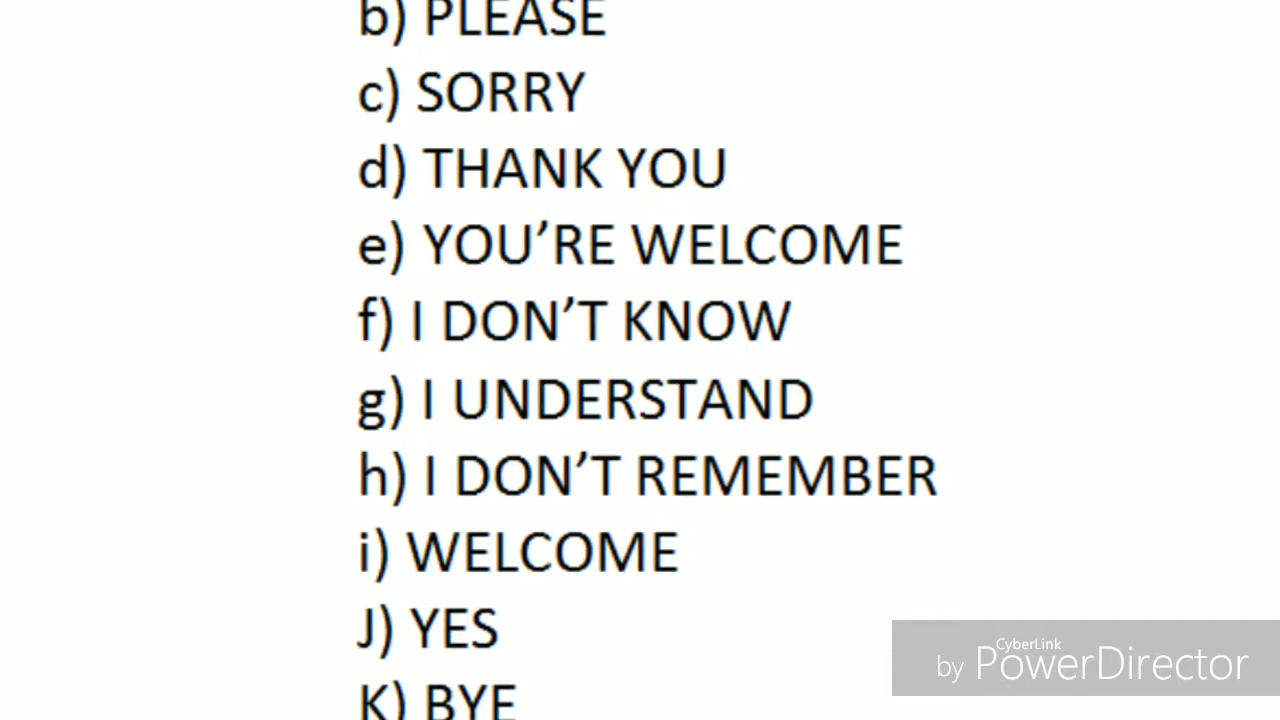 b) PLEASE
c) SORRY
d) THANK YOU
e) YOU’RE WELCOME
f) I DON’T KNOW
g) I UNDERSTAND
h) I DON’T REMEMBER
i) WELCOME
J) YES
K) BYE
CyberLink
by PowerDirector